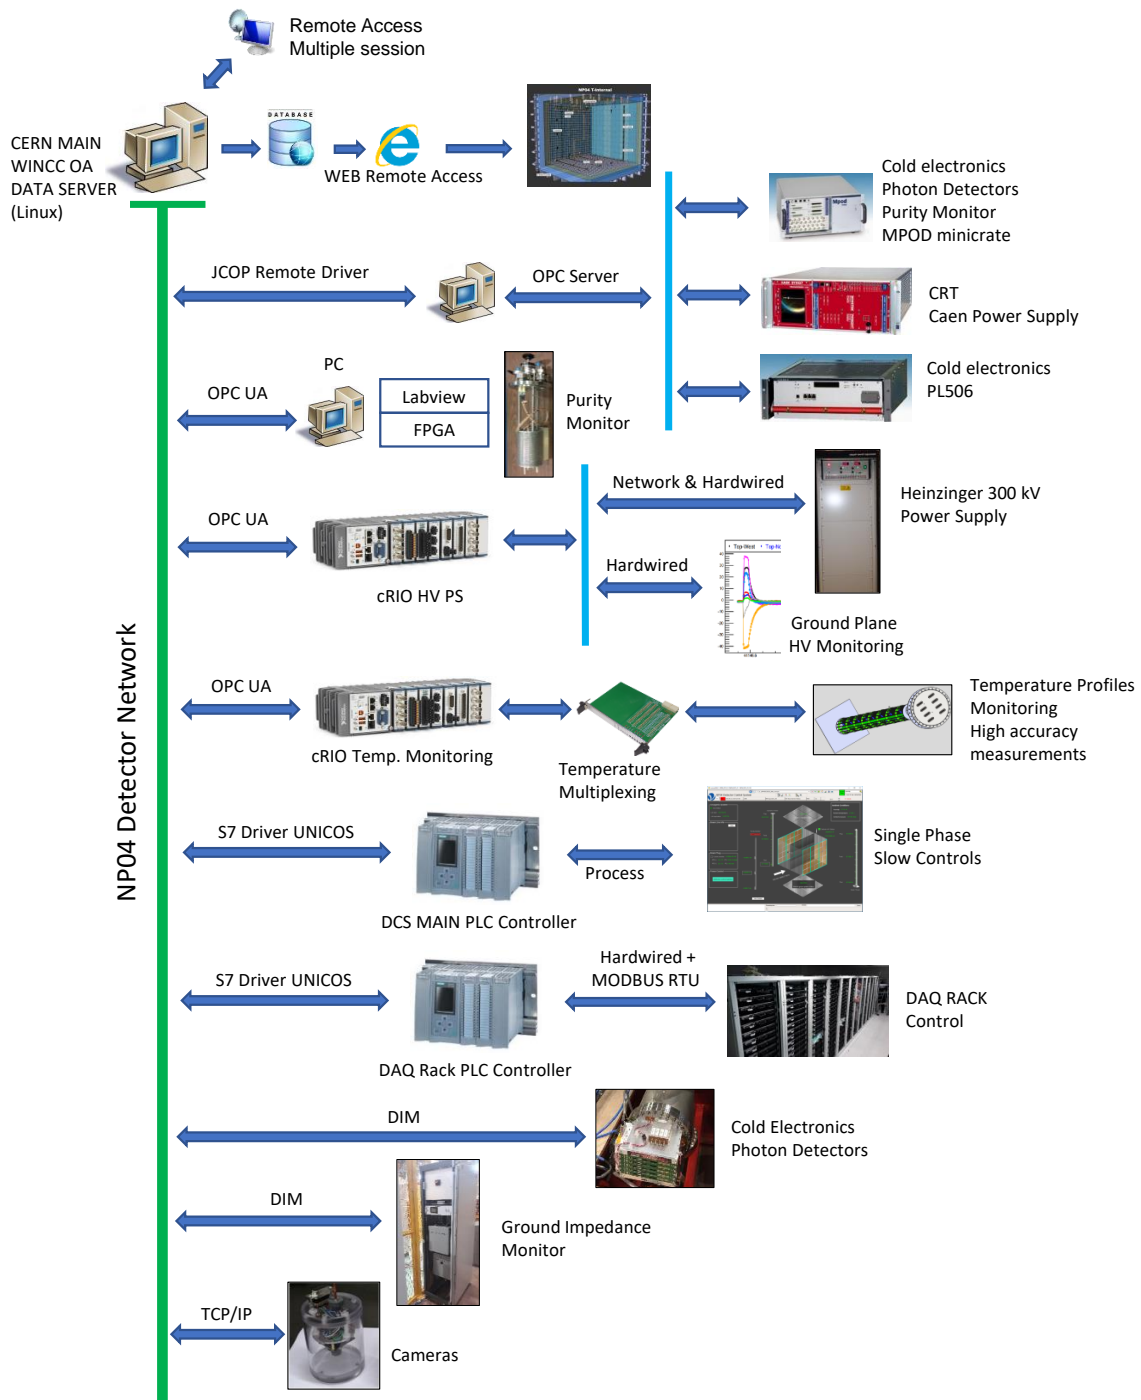 Remote Access
Multiple session
CERN MAIN
WINCC OA
DATA SERVER
(Linux)
DATABASE
WEB Remote Access
NP04 T-Internal
Cold electronics
Photon Detectors
Purity Monitor
MPOD minicrate
JCOP Remote Driver
OPC Server
CRT
Caen Power Supply
PC
OPC UA
Labview
FPGA
Purity
Monitor
Cold electronics
PL506
Network & Hardwired
Heinzinger 300 kV
Power Supply
OPC UA
cRIO HV PS
Hardwired
Top-West
Ground Plane
HV Monitoring
NP04 Detector Network
OPC UA
cRIO Temp. Monitoring
Temperature
Multiplexing
Temperature Profiles
Monitoring
High accuracy
measurements
S7 Driver UNICOS
DCS MAIN PLC Controller
Process
Single Phase
Slow Controls
S7 Driver UNICOS
DAQ Rack PLC Controller
Hardwired +
MODBUS RTU
DAQ RACK
Control
DIM
Cold Electronics
Photon Detectors
DIM
Ground Impedance
Monitor
TCP/IP
Cameras